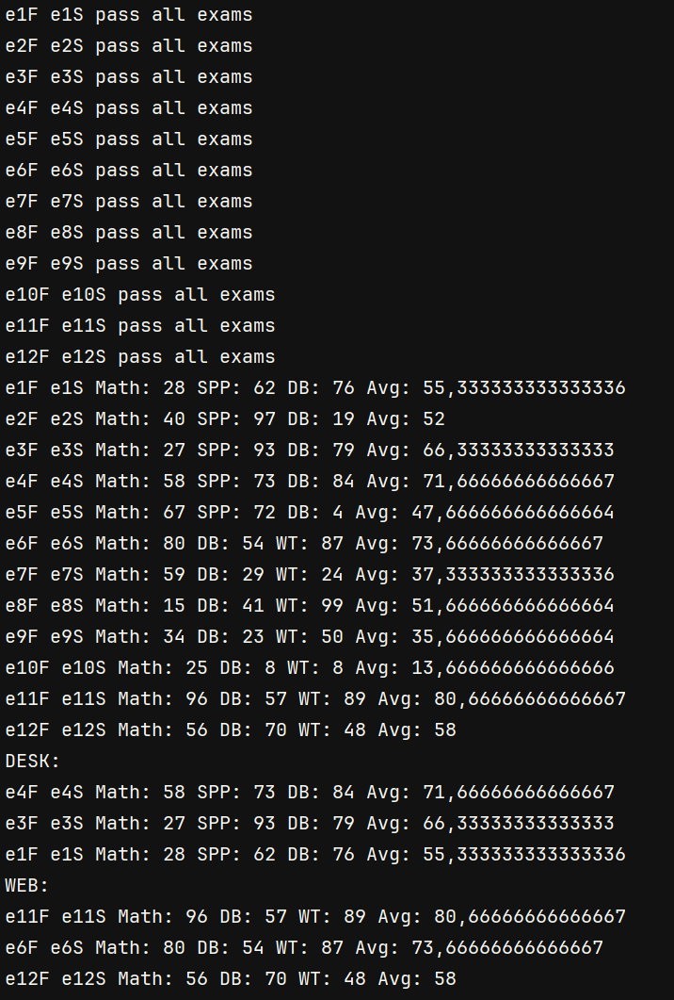 e1F e1S pass all exams
e2F e2S pass all exams
e3F e3S pass all exams
e4F e4S pass all exams
e5F e5S pass all exams
e6F e6S pass all exams
e7F e7S pass all exams
e8F e8S pass all exams
e9F e9S pass all exams
e10F e10S pass all exams
e11F e11S pass all exams
e12F e12S pass all exams
e1F e1S Math: 28 SPP: 62 DB: 76 Avg: 55,333333333333336
e2F e2S Math: 40 SPP: 97 DB: 19 Avg: 52
e3F e3S Math: 27 SPP: 93 DB: 79 Avg: 66,33333333333333
e4F e4S Math: 58 SPP: 73 DB: 84 Avg: 71,66666666666667
e5F e5S Math: 67 SPP: 72 DB: 4 Avg: 47,666666666666664
e6F e6S Math: 80 DB: 54 WT: 87 Avg: 73,66666666666667
e7F e7S Math: 59 DB: 29 WT: 24 Avg: 37,333333333333336
e8F e8S Math: 15 DB: 41 WT: 99 Avg: 51,666666666666664
e9F e9S Math: 34 DB: 23 WT: 50 Avg: 35,666666666666664
e10F e10S Math: 25 DB: 8 WT: 8 Avg: 13,666666666666666
e11F e11S Math: 96 DB: 57 WT: 89 Avg: 80,66666666666667
e12F e12S Math: 56 DB: 70 WT: 48 Avg: 58
DESK:
e4F e4S Math: 58 SPP: 73 DB: 84 Avg: 71,66666666666667
e3F e3S Math: 27 SPP: 93 DB: 79 Avg: 66,33333333333333
e1F e1S Math: 28 SPP: 62 DB: 76 Avg: 55,333333333333336
WEB:
e11F e11S Math: 96 DB: 57 WT: 89 Avg: 80,66666666666667
e6F e6S Math: 80 DB: 54 WT: 87 Avg: 73,66666666666667
e12F e12S Math: 56 DB: 70 WT: 48 Avg: 58